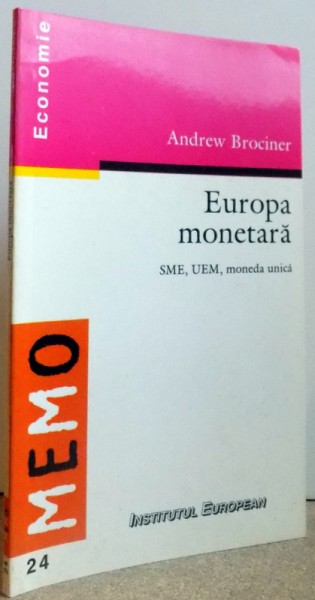 Economie
Andrew Brociner
Europa
monetară
SME, UEM, moneda unică
MEMO
INSTITUTUL EUROPEAN
24